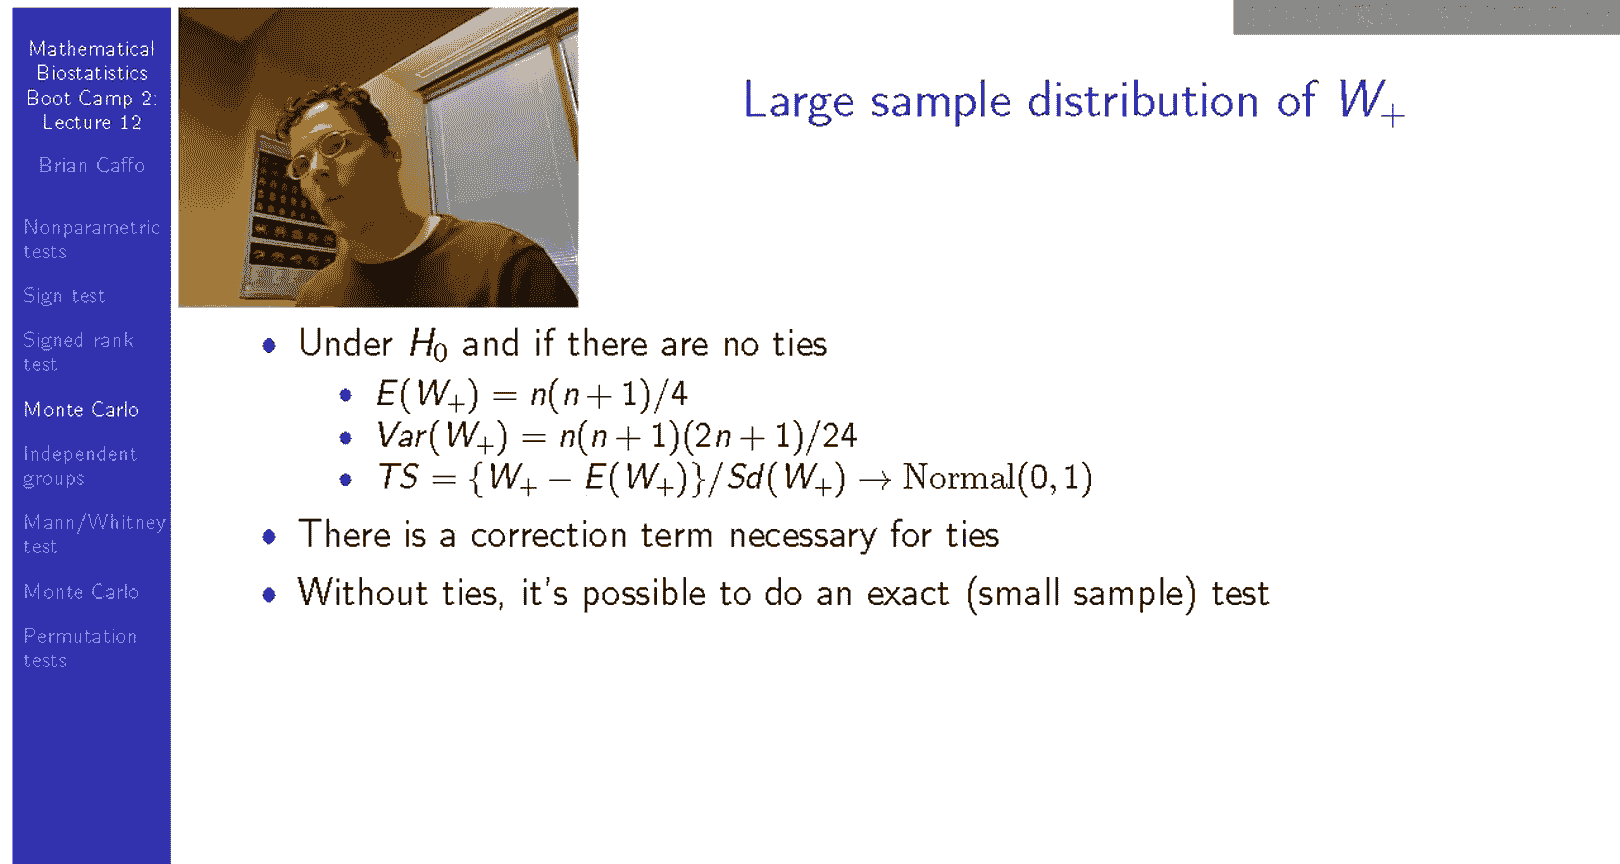 Mathematical
Biostatistics
Boot Camp 2:
Lecture 12
Brian Caffo
Nonparametric
tests
Sign test
Signed rank
test
Monte Carlo
Independent
groups
Mann/Whitney
test
Monte Carlo
Permutation
tests
Large sample distribution of W₊
• Under H₀ and if there are no ties
• E(W₊) = n(n + 1)/4
• Var(W₊) = n(n + 1)(2n + 1)/24
• TS = {W₊ − E(W₊)}/Sd(W₊) → Normal(0, 1)
• There is a correction term necessary for ties
• Without ties, it's possible to do an exact (small sample) test